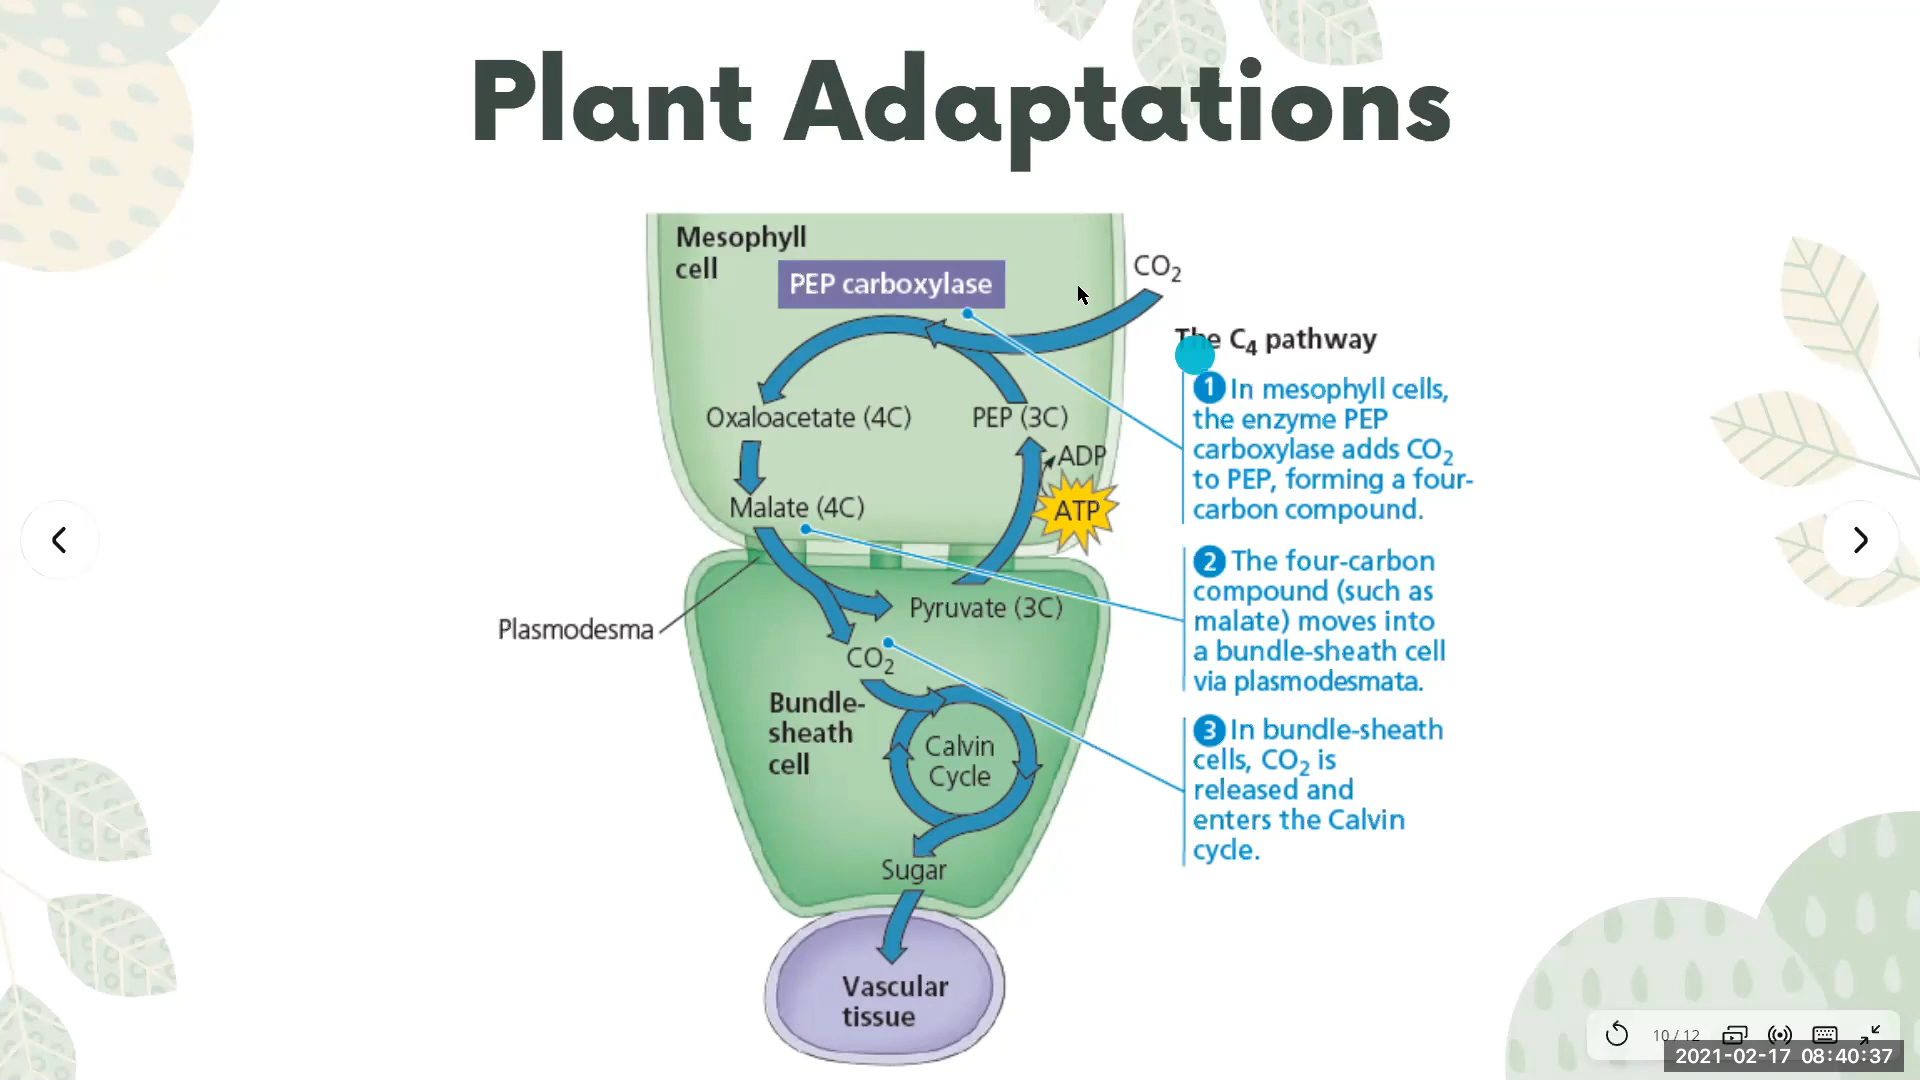 Plant Adaptations
Mesophyll
cell
PEP carboxylase
CO₂
The C₄ pathway
Oxaloacetate (4C)
PEP (3C)
ADP
ATP
Malate (4C)
1 In mesophyll cells,
the enzyme PEP
carboxylase adds CO₂
to PEP, forming a four-
carbon compound.
2 The four-carbon
compound (such as
malate) moves into
a bundle-sheath cell
via plasmodesmata.
Plasmodesma
Pyruvate (3C)
CO₂
Bundle-
sheath
cell
Calvin
Cycle
3 In bundle-sheath
cells, CO₂ is
released and
enters the Calvin
cycle.
Sugar
Vascular
tissue
10 / 12
2021-02-17 08:40:37